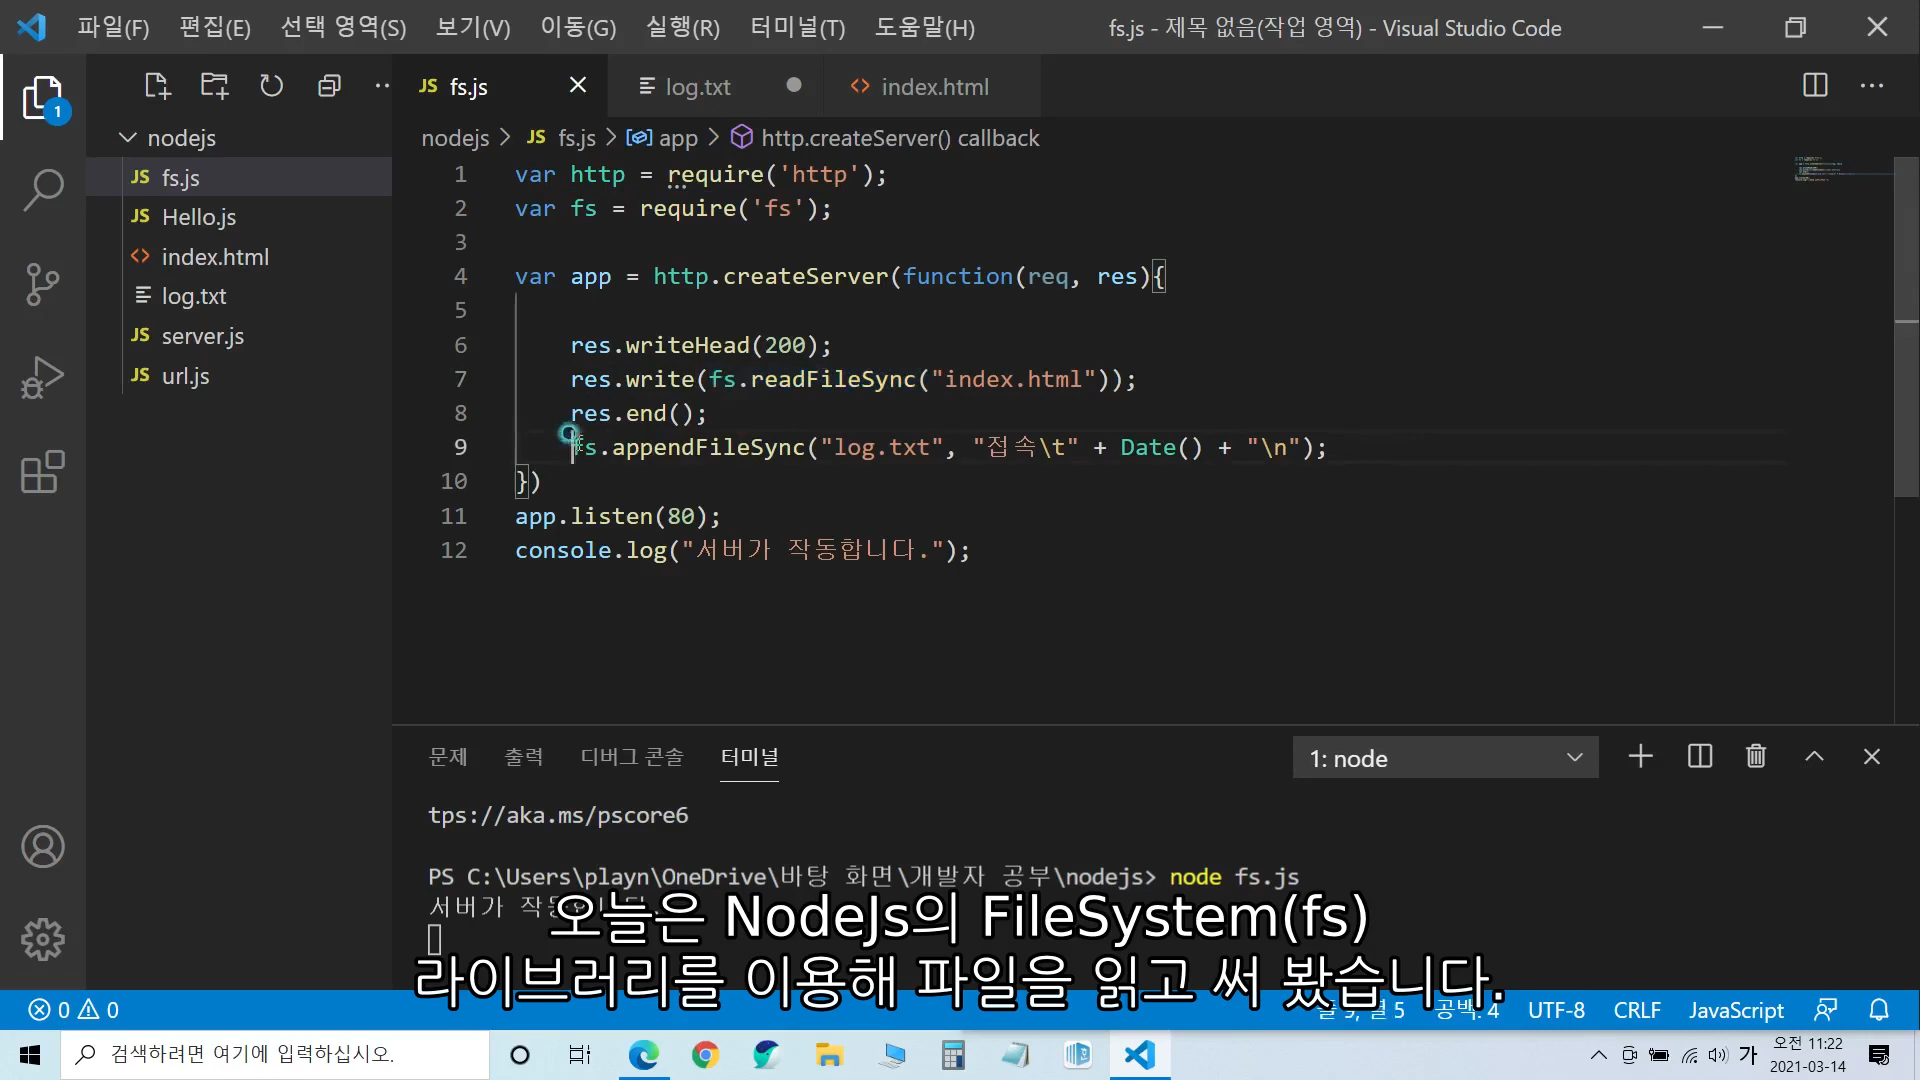 파일(F) 편집(E) 선택 영역(S) 보기(V) 이동(G) 실행(R) 터미널(T) 도움말(H) fs.js - 제목 없음(작업 영역) - Visual Studio Code
JS fs.js log.txt index.html
1
nodejs
JS fs.js
JS Hello.js
index.html
log.txt
JS server.js
JS url.js
nodejs > JS fs.js > app > http.createServer() callback
1 var http = require('http');
2 var fs = require('fs');
3
4 var app = http.createServer(function(req, res){
5
6 res.writeHead(200);
7 res.write(fs.readFileSync("index.html"));
8 res.end();
9 fs.appendFileSync("log.txt", "접속\t" + Date() + "\n");
10 })
11 app.listen(80);
12 console.log("서버가 작동합니다.");
문제 출력 디버그 콘솔 터미널 1: node
tps://aka.ms/pscore6
PS C:\Users\playn\OneDrive\바탕 화면\개발자 공부\nodejs> node fs.js
서버가
오늘은 NodeJs의 FileSystem(fs)
라이브러리를 이용해 파일을 읽고 써 봤습니다.
0 0 줄 9, 열 5 공백: 4 UTF-8 CRLF JavaScript
검색하려면 여기에 입력하십시오. 가 오전 11:22
2021-03-14